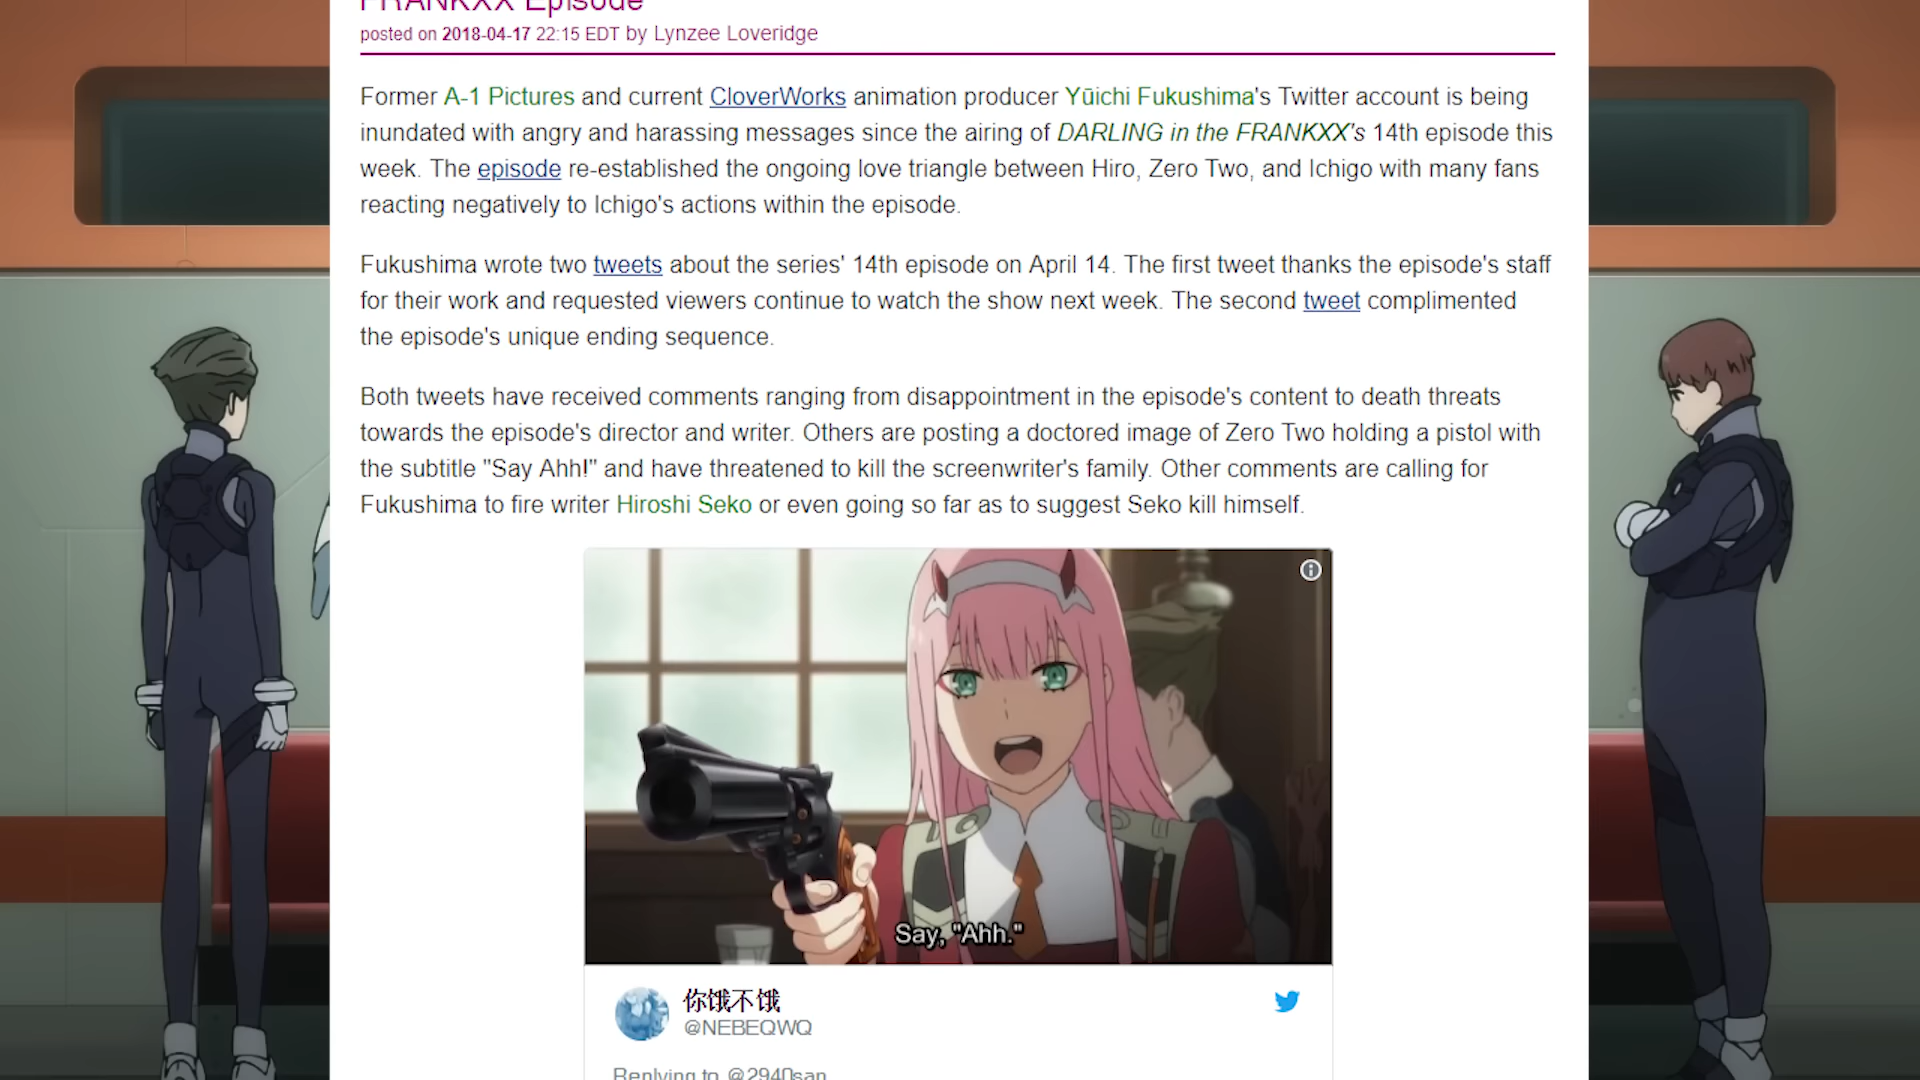 FRANKXX Episode
posted on 2018-04-17 22:15 EDT by Lynzee Loveridge
Former A-1 Pictures and current CloverWorks animation producer Yūichi Fukushima's Twitter account is being
inundated with angry and harassing messages since the airing of DARLING in the FRANKXX's 14th episode this
week. The episode re-established the ongoing love triangle between Hiro, Zero Two, and Ichigo with many fans
reacting negatively to Ichigo's actions within the episode.
Fukushima wrote two tweets about the series' 14th episode on April 14. The first tweet thanks the episode's staff
for their work and requested viewers continue to watch the show next week. The second tweet complimented
the episode's unique ending sequence.
Both tweets have received comments ranging from disappointment in the episode's content to death threats
towards the episode's director and writer. Others are posting a doctored image of Zero Two holding a pistol with
the subtitle "Say Ahh!" and have threatened to kill the screenwriter's family. Other comments are calling for
Fukushima to fire writer Hiroshi Seko or even going so far as to suggest Seko kill himself.
Say, "Ahh."
你饿不饿
@NEBEQWQ
Replying to @2940san